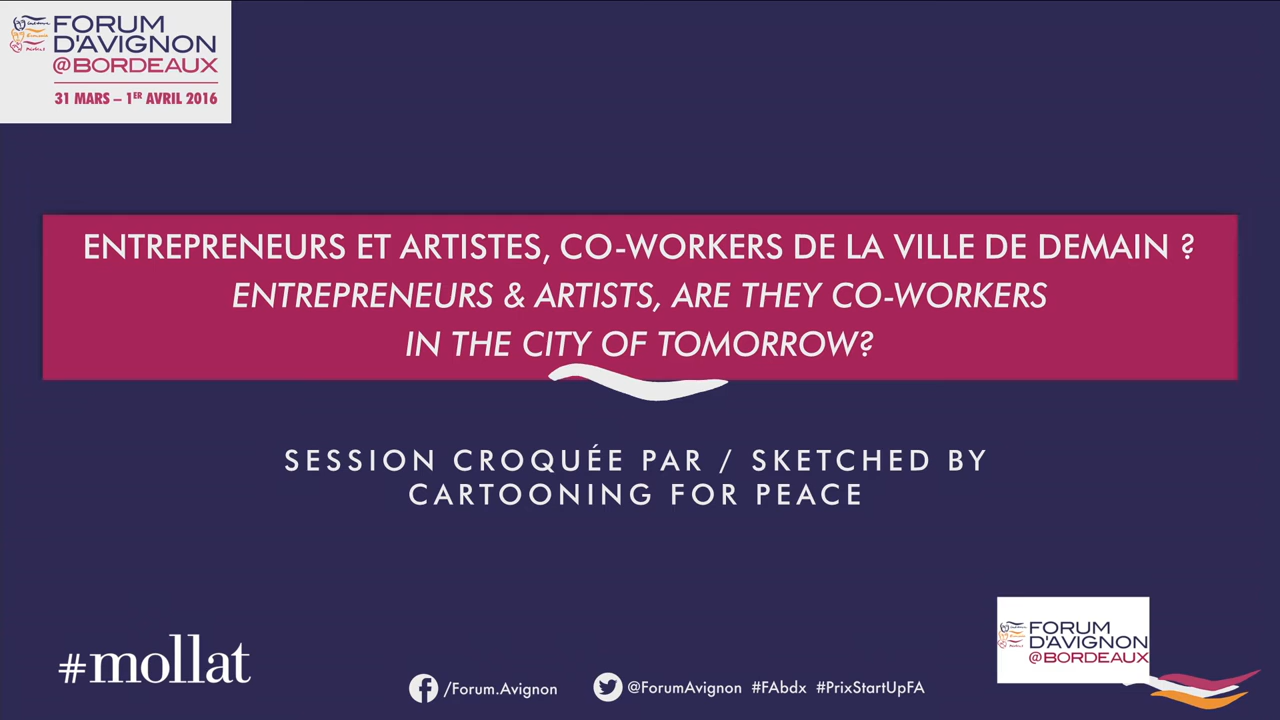 FORUM
D'AVIGNON
@BORDEAUX
31 MARS – 1ER AVRIL 2016
ENTREPRENEURS ET ARTISTES, CO-WORKERS DE LA VILLE DE DEMAIN ?
ENTREPRENEURS & ARTISTS, ARE THEY CO-WORKERS
IN THE CITY OF TOMORROW?
SESSION CROQUÉE PAR / SKETCHED BY
CARTOONING FOR PEACE
#mollat
/Forum.Avignon
@ForumAvignon #FAbdx #PrixStartUpFA
FORUM
D'AVIGNON
@BORDEAUX